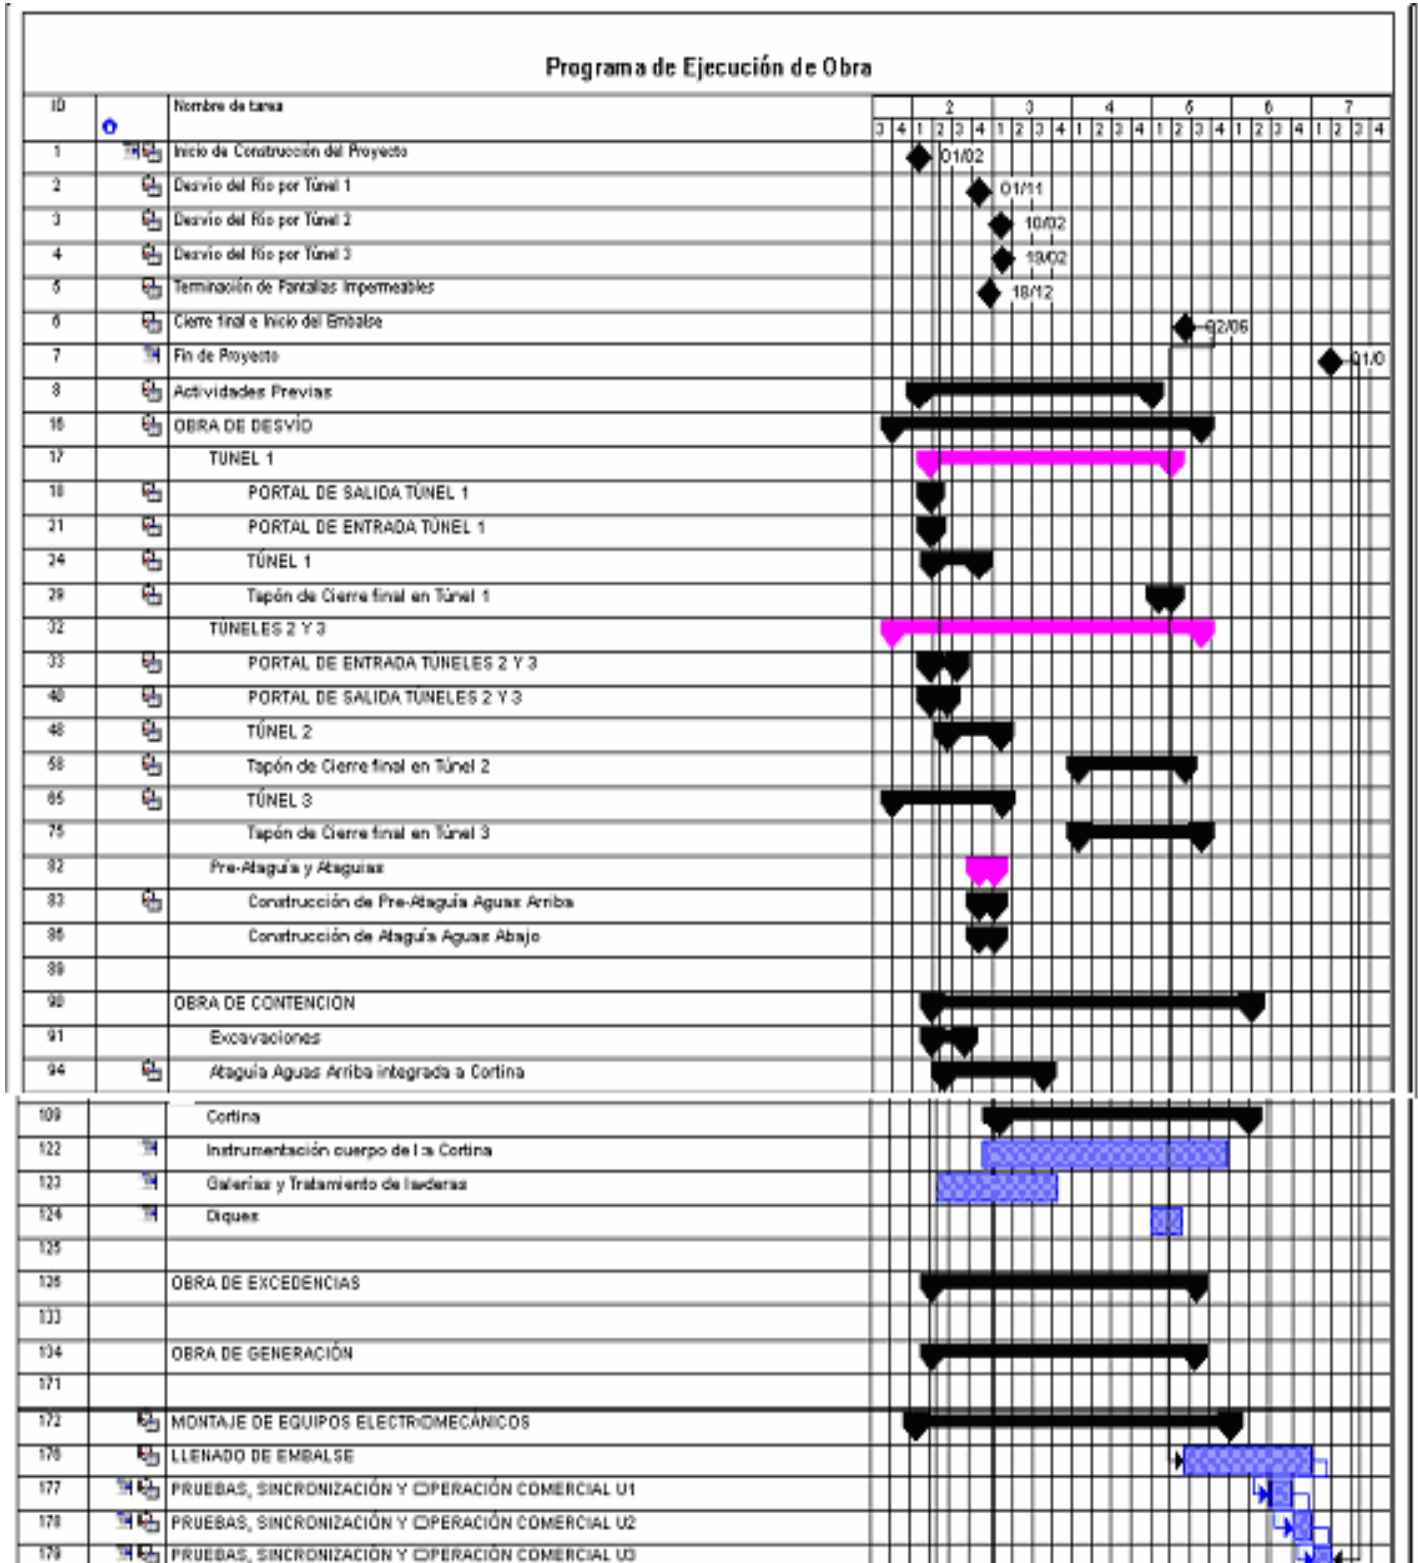 Programa de Ejecución de Obra
ID Nombre de tarea 2 3 4 5 6 7
3 4 1 2 3 4 1 2 3 4 1 2 3 4 1 2 3 4 1 2 3 4 1 2 3 4
1 Inicio de Construcción del Proyecto 01/02
2 Desvío del Río por Túnel 1 01/11
3 Desvío del Río por Túnel 2 10/02
4 Desvío del Río por Túnel 3 19/02
5 Terminación de Pantallas Impermeables 18/12
6 Cierre final e Inicio del Embalse 02/06
7 Fin de Proyecto 01/0
8 Actividades Previas
16 OBRA DE DESVÍO
17 TUNEL 1
18 PORTAL DE SALIDA TÚNEL 1
21 PORTAL DE ENTRADA TÚNEL 1
24 TÚNEL 1
29 Tapón de Cierre final en Túnel 1
32 TÚNELES 2 Y 3
33 PORTAL DE ENTRADA TÚNELES 2 Y 3
40 PORTAL DE SALIDA TÚNELES 2 Y 3
48 TÚNEL 2
58 Tapón de Cierre final en Túnel 2
65 TÚNEL 3
75 Tapón de Cierre final en Túnel 3
82 Pre-Ataguía y Ataguias
83 Construcción de Pre-Ataguía Aguas Arriba
86 Construcción de Ataguía Aguas Abajo
89
90 OBRA DE CONTENCIÓN
91 Excavaciones
94 Ataguía Aguas Arriba integrada a Cortina
109 Cortina
122 Instrumentación cuerpo de la Cortina
123 Galerías y Tratamiento de laderas
124 Diques
125
126 OBRA DE EXCEDENCIAS
133
134 OBRA DE GENERACIÓN
171
172 MONTAJE DE EQUIPOS ELECTROMECÁNICOS
176 LLENADO DE EMBALSE
177 PRUEBAS, SINCRONIZACIÓN Y OPERACIÓN COMERCIAL U1
178 PRUEBAS, SINCRONIZACIÓN Y OPERACIÓN COMERCIAL U2
179 PRUEBAS, SINCRONIZACIÓN Y OPERACIÓN COMERCIAL U3